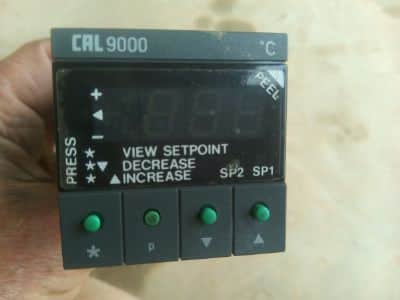 CAL 9000
°C
PEEL
+
▲
−
PRESS
* VIEW SETPOINT
*▼ DECREASE
*▲ INCREASE
SP2 SP1
* p ▼ ▲